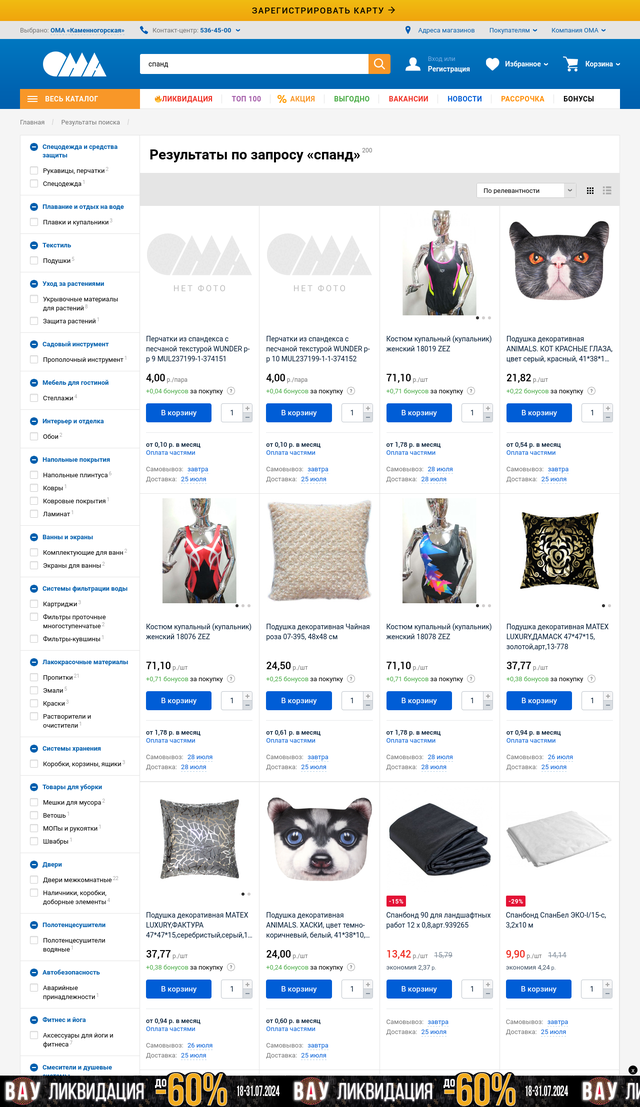 ЗАРЕГИСТРИРОВАТЬ КАРТУ →
Выбрано: ОМА «Каменногорская»
Контакт-центр: 536-45-00
Адреса магазинов
Покупателям
Компания ОМА
ОМА
спанд
Вход или
Регистрация
Избранное
Корзина
ВЕСЬ КАТАЛОГ
ЛИКВИДАЦИЯ
ТОП 100
% АКЦИЯ
ВЫГОДНО
ВАКАНСИИ
НОВОСТИ
РАССРОЧКА
БОНУСЫ
Главная / Результаты поиска /
Спецодежда и средства
защиты
Рукавицы, перчатки 2
Спецодежда 1
Плавание и отдых на воде
Плавки и купальники 3
Текстиль
Подушки 5
Уход за растениями
Укрывочные материалы
для растений 8
Защита растений 1
Садовый инструмент
Прополочный инструмент 1
Мебель для гостиной
Стеллажи 4
Интерьер и отделка
Обои 2
Напольные покрытия
Напольные плинтуса 6
Ковры 1
Ковровые покрытия 1
Ламинат 1
Ванны и экраны
Комплектующие для ванн 2
Экраны для ванны 2
Системы фильтрации воды
Картриджи 3
Фильтры проточные
многоступенчатые 2
Фильтры-кувшины 1
Лакокрасочные материалы
Пропитки 21
Эмали 5
Краски 2
Растворители и
очистители 1
Системы хранения
Коробки, корзины, ящики 2
Товары для уборки
Мешки для мусора 2
Ветошь 1
МОПы и рукоятки 1
Швабры 1
Двери
Двери межкомнатные 22
Наличники, коробки,
доборные элементы 4
Полотенцесушители
Полотенцесушители
водяные 1
Автобезопасность
Аварийные
принадлежности 1
Фитнес и йога
Аксессуары для йоги и
фитнеса 1
Смесители и душевые
Результаты по запросу «спанд» 200
По релевантности
ОМА
НЕТ ФОТО
Перчатки из спандекса с
песчаной текстурой WUNDER р-
р 9 MUL237199-1-374151
4,00 р./пара
+0,04 бонусов за покупку
В корзину
1
от 0,10 р. в месяц
Оплата частями
Самовывоз: завтра
Доставка: 25 июля
ОМА
НЕТ ФОТО
Перчатки из спандекса с
песчаной текстурой WUNDER р-
р 10 MUL237199-1-1-374152
4,00 р./пара
+0,04 бонусов за покупку
В корзину
1
от 0,10 р. в месяц
Оплата частями
Самовывоз: завтра
Доставка: 25 июля
Костюм купальный (купальник)
женский 18019 ZEZ
71,10 р./шт
+0,71 бонусов за покупку
В корзину
1
от 1,78 р. в месяц
Оплата частями
Самовывоз: 28 июля
Доставка: 28 июля
Подушка декоративная
ANIMALS. КОТ КРАСНЫЕ ГЛАЗА,
цвет серый, красный, 41*38*1...
21,82 р./шт
+0,22 бонусов за покупку
В корзину
1
от 0,54 р. в месяц
Оплата частями
Самовывоз: завтра
Доставка: 25 июля
Костюм купальный (купальник)
женский 18076 ZEZ
71,10 р./шт
+0,71 бонусов за покупку
В корзину
1
от 1,78 р. в месяц
Оплата частями
Самовывоз: 28 июля
Доставка: 28 июля
Подушка декоративная Чайная
роза 07-395, 48х48 см
24,50 р./шт
+0,25 бонусов за покупку
В корзину
1
от 0,61 р. в месяц
Оплата частями
Самовывоз: завтра
Доставка: 25 июля
Костюм купальный (купальник)
женский 18078 ZEZ
71,10 р./шт
+0,71 бонусов за покупку
В корзину
1
от 1,78 р. в месяц
Оплата частями
Самовывоз: 28 июля
Доставка: 28 июля
Подушка декоративная MATEX
LUXURY,ДАМАСК 47*47*15,
золотой,арт,13-778
37,77 р./шт
+0,38 бонусов за покупку
В корзину
1
от 0,94 р. в месяц
Оплата частями
Самовывоз: 26 июля
Доставка: 25 июля
Подушка декоративная MATEX
LUXURY,ФАКТУРА
47*47*15,серебристый,серый,1...
37,77 р./шт
+0,38 бонусов за покупку
В корзину
1
от 0,94 р. в месяц
Оплата частями
Самовывоз: 26 июля
Доставка: 25 июля
Подушка декоративная
ANIMALS. ХАСКИ, цвет темно-
коричневый, белый, 41*38*10,...
24,00 р./шт
+0,24 бонусов за покупку
В корзину
1
от 0,60 р. в месяц
Оплата частями
Самовывоз: завтра
Доставка: 25 июля
-15%
Спанбонд 90 для ландшафтных
работ 12 х 0,8,арт.939265
13,42 р./шт 15,79
экономия 2,37 р.
В корзину
1
Самовывоз: завтра
Доставка: 25 июля
-29%
Спанбонд СпанБел ЭКО-I/15-с,
3,2х10 м
9,90 р./шт 14,14
экономия 4,24 р.
В корзину
1
Самовывоз: завтра
Доставка: 25 июля
ВАУ ЛИКВИДАЦИЯ до -60% 18-31.07.2024 ВАУ ЛИКВИДАЦИЯ до -60% 18-31.07.2024 ВАУ ЛИ